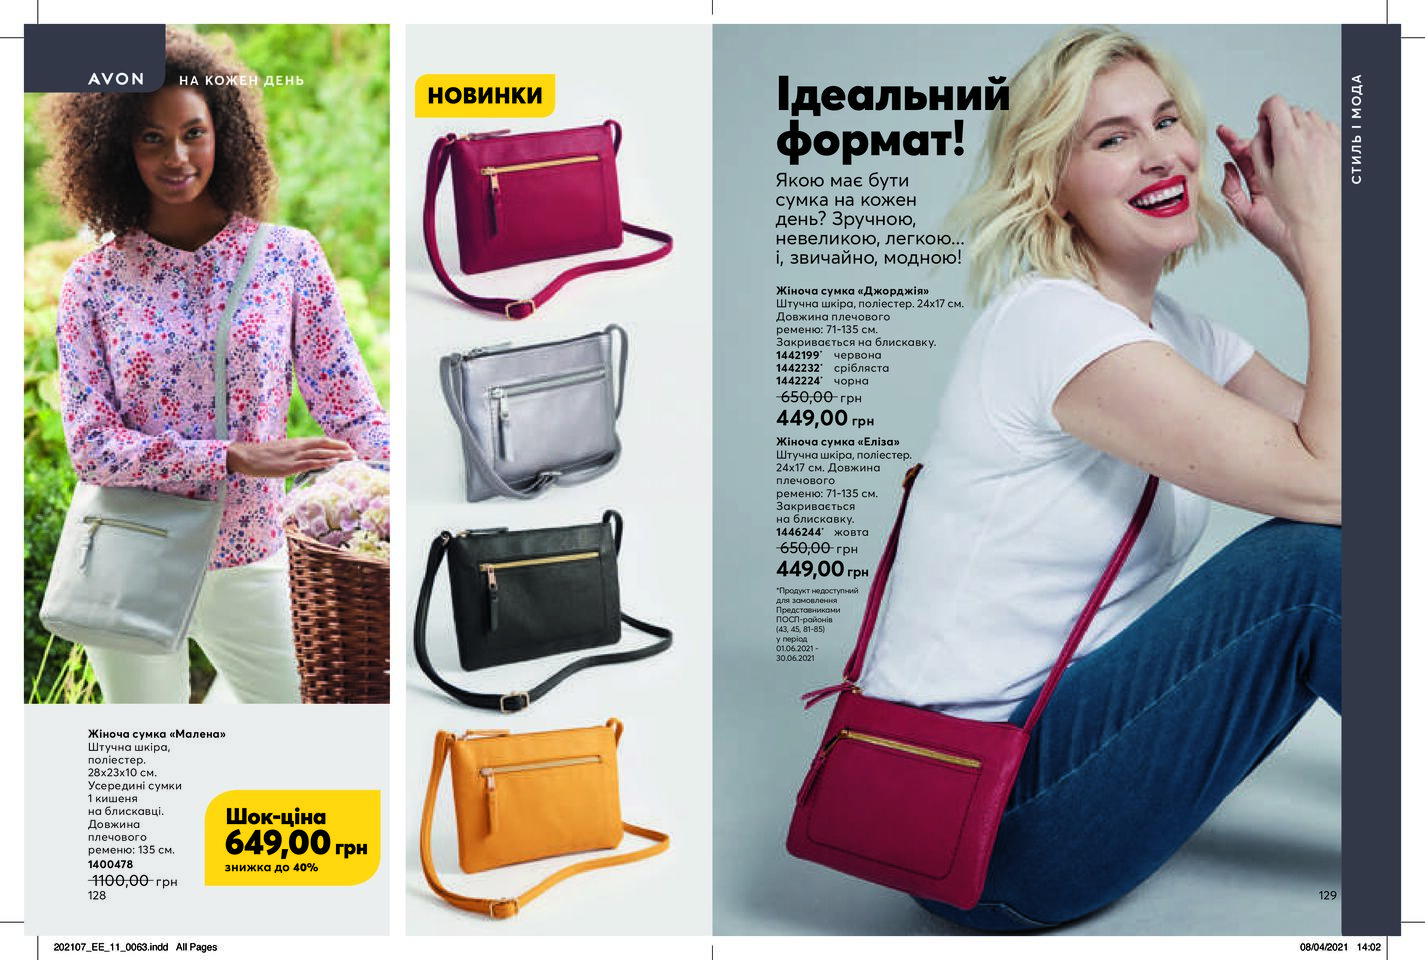 AVON
НА КОЖЕН ДЕНЬ
Жіноча сумка «Малена»
Штучна шкіра,
поліестер.
28x23x10 см.
Усередині сумки
1 кишеня
на блискавці.
Довжина
плечового
ременю: 135 см.
1400478
1100,00 грн
128
Шок-ціна
649,00 грн
знижка до 40%
НОВИНКИ
Ідеальний
формат!
Якою має бути
сумка на кожен
день? Зручною,
невеликою, легкою...
і, звичайно, модною!
Жіноча сумка «Джорджія»
Штучна шкіра, поліестер. 24x17 см.
Довжина плечового
ременю: 71-135 см.
Закривається на блискавку.
1442199* червона
1442232* срібляста
1442224* чорна
650,00 грн
449,00 грн
Жіноча сумка «Еліза»
Штучна шкіра, поліестер.
24x17 см. Довжина
плечового
ременю: 71-135 см.
Закривається
на блискавку.
1446244* жовта
650,00 грн
449,00 грн
*Продукт недоступний
для замовлення
Представниками
ПОСП-районів
(43, 45, 81-85)
у період
01.06.2021 -
30.06.2021
СТИЛЬ І МОДА
129
202107_EE_11_0063.indd All Pages
08/04/2021 14:02